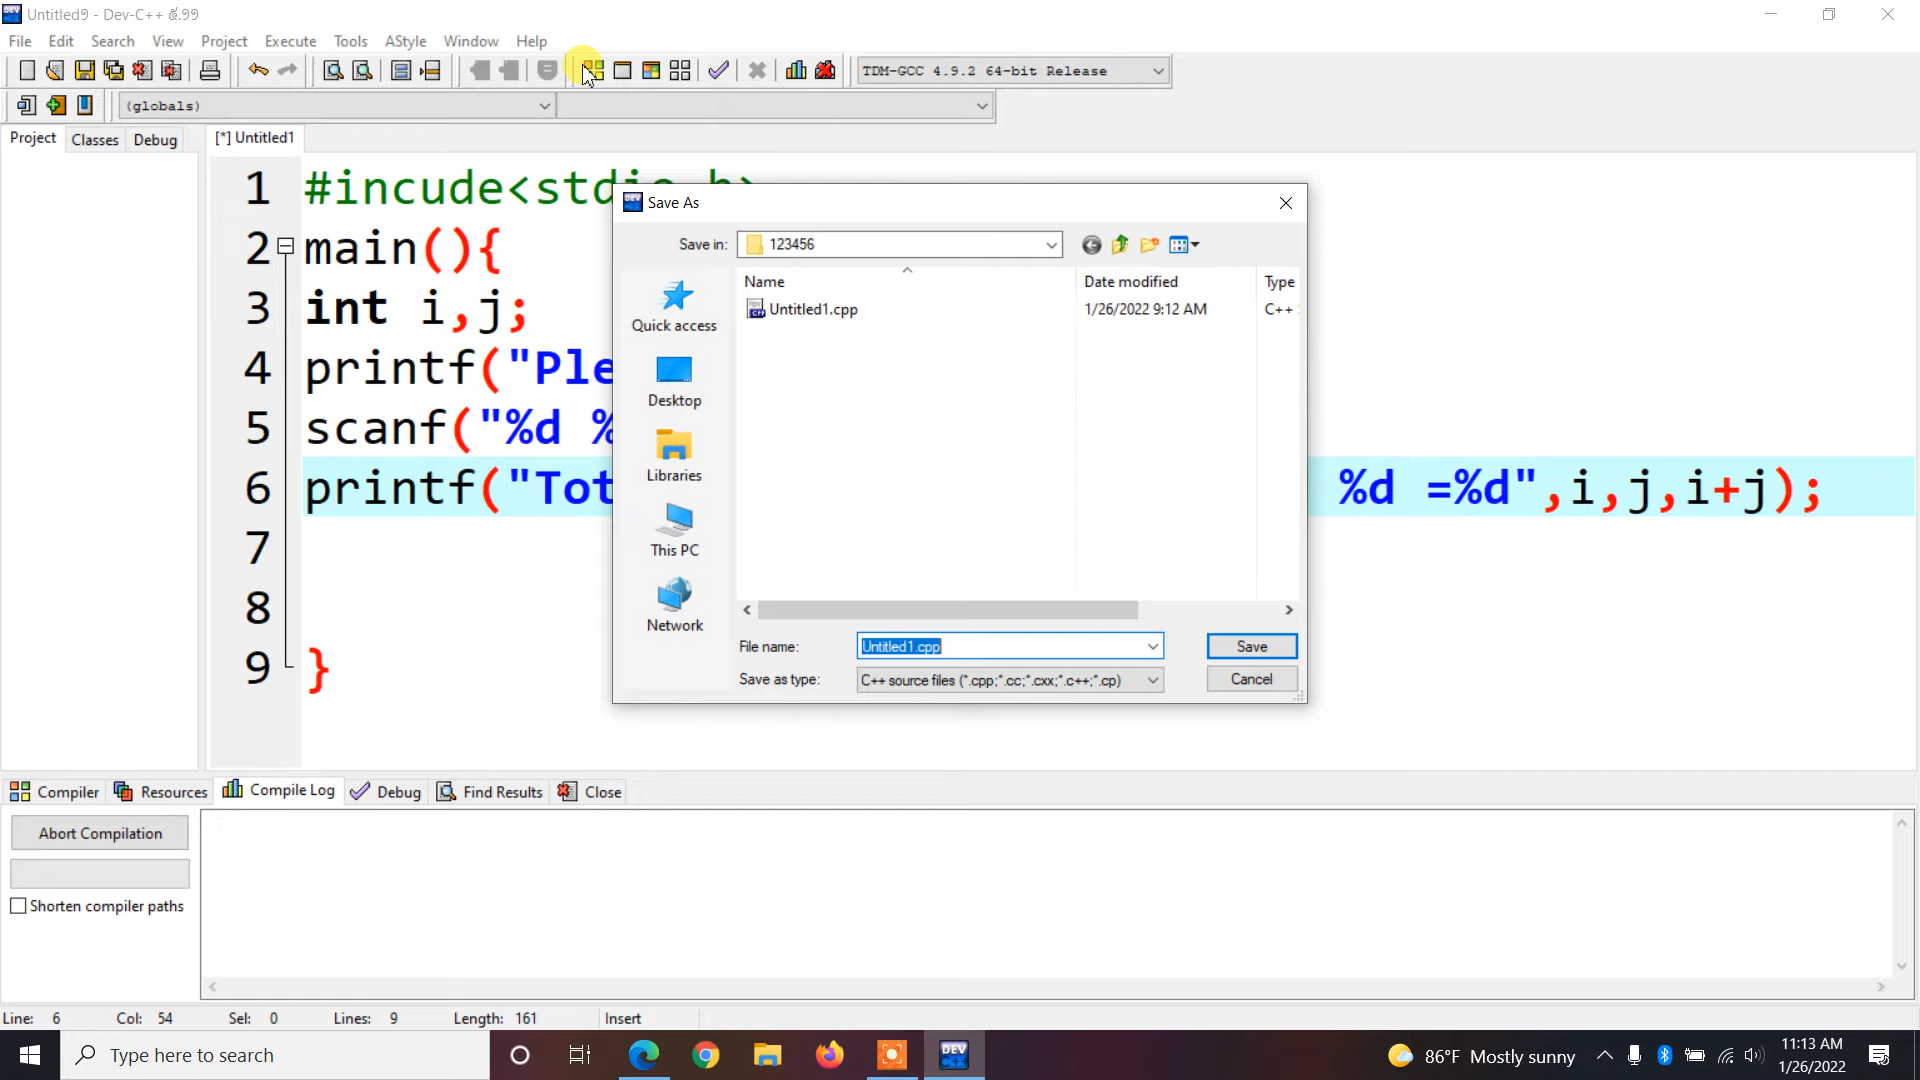 Untitled9 - Dev-C++ ๕.99
File Edit Search View Project Execute Tools AStyle Window Help
TDM-GCC 4.9.2 64-bit Release
(globals)
Project Classes Debug
[*] Untitled1
1 #incude<stdio.h>
2 main(){
3 int i,j;
4 printf("Ple
5 scanf("%d %
6 printf("Tot %d =%d",i,j,i+j);
7
8
9 }
Save As
Save in: 123456
Name Date modified Type
Untitled1.cpp 1/26/2022 9:12 AM C++
Quick access
Desktop
Libraries
This PC
Network
File name: Untitled1.cpp Save
Save as type: C++ source files (*.cpp;*.cc;*.cxx;*.c++;*.cp) Cancel
Compiler Resources Compile Log Debug Find Results Close
Abort Compilation
Shorten compiler paths
Line: 6 Col: 54 Sel: 0 Lines: 9 Length: 161 Insert
Type here to search
DEV
86°F Mostly sunny
11:13 AM
1/26/2022